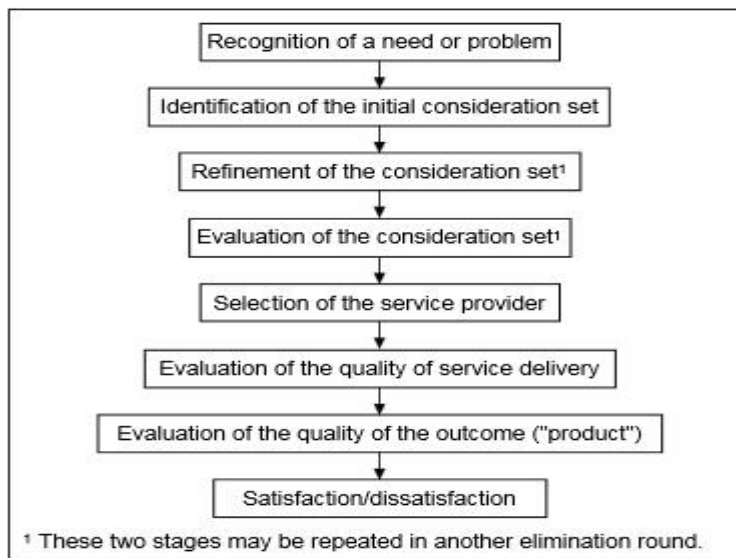 Recognition of a need or problem
Identification of the initial consideration set
Refinement of the consideration set¹
Evaluation of the consideration set¹
Selection of the service provider
Evaluation of the quality of service delivery
Evaluation of the quality of the outcome ("product")
Satisfaction/dissatisfaction
¹ These two stages may be repeated in another elimination round.